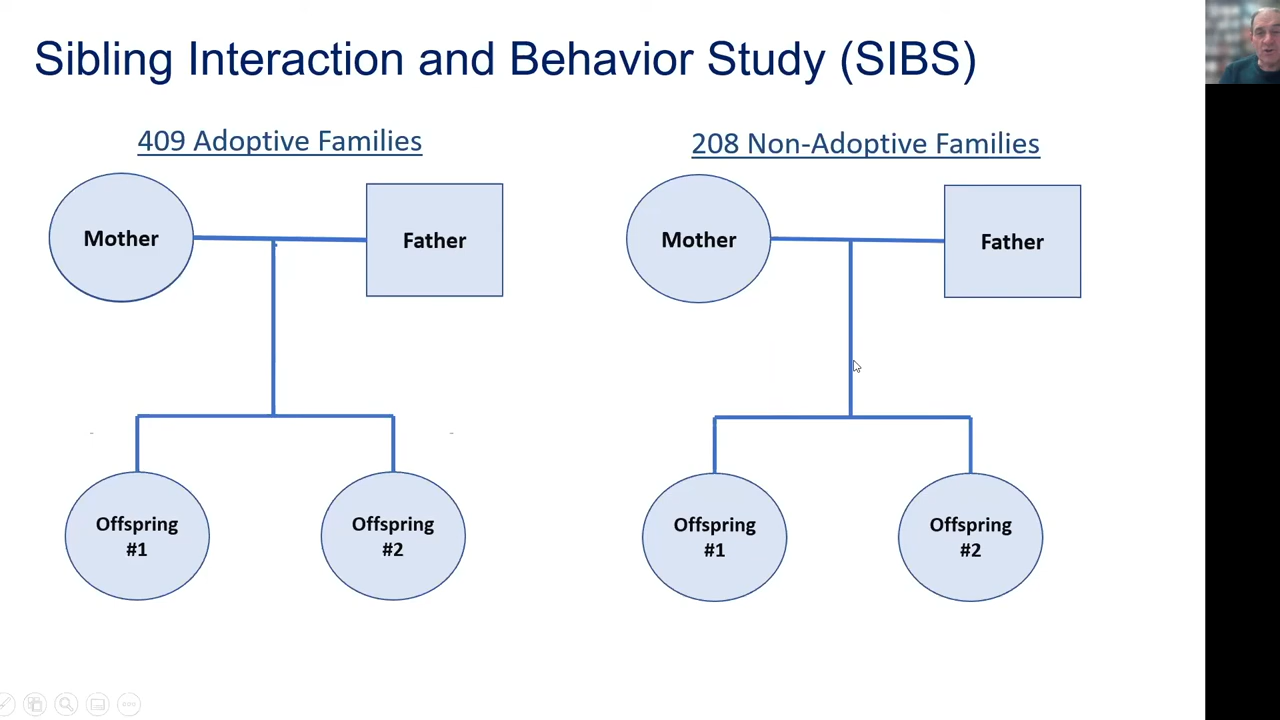 Sibling Interaction and Behavior Study (SIBS)
409 Adoptive Families
208 Non-Adoptive Families
Mother
Father
Mother
Father
Offspring
#1
Offspring
#2
Offspring
#1
Offspring
#2